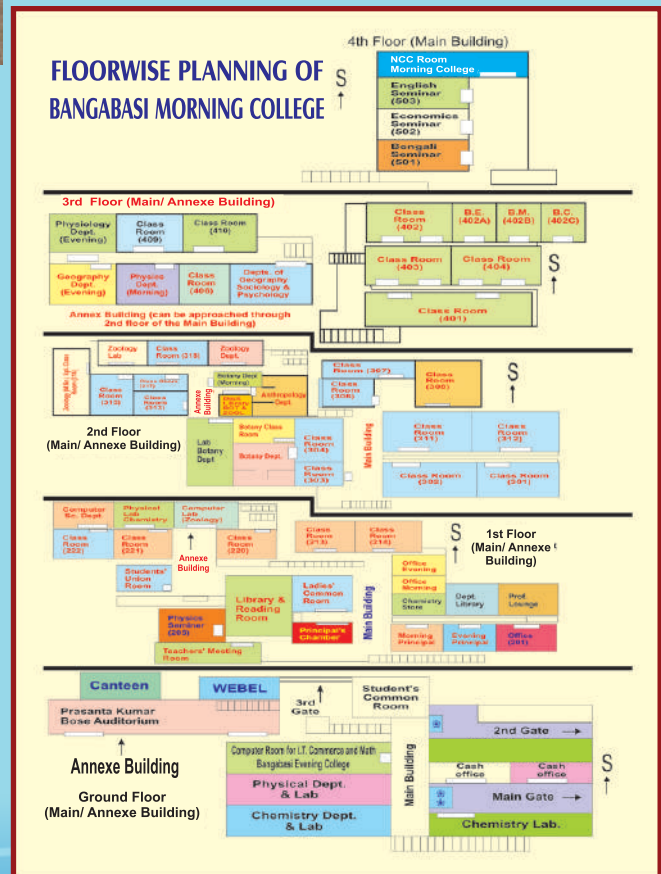 4th Floor (Main Building)
FLOORWISE PLANNING OF
BANGABASI MORNING COLLEGE
S
NCC Room
Morning College
English
Seminar
(503)
Economics
Seminar
(502)
Bengali
Seminar
(501)
3rd Floor (Main/ Annexe Building)
Physiology
Dept.
(Evening)
Class
Room
(409)
Class Room
(410)
Geography
Dept.
(Evening)
Physics
Dept.
(Morning)
Class
Room
(406)
Depts. of
Geography
Sociology &
Psychology
Annex Building (can be approached through
2nd floor of the Main Building)
Class
Room
(402)
B.E.
(402A)
B.M.
(402B)
B.C.
(402C)
Class Room
(403)
Class Room
(404)
Class Room
(401)
S
Zoology
Lab
Class
Room (318)
Zoology
Dept.
Class
Room
(315)
Class
Room
(313)
Annexe
Building
Botany Dept
(Morning)
Anthropology
Dept
2nd Floor
(Main/ Annexe Building)
Lab
Botany
Dept
Botany Class
Room
Botany Dept.
Class
Room
(304)
Class
Room
(303)
Class
Room (307)
Class
Room
Class
Room
Main Building
S
Class
Room
(311)
Class
Room
(312)
Class Room
(302)
Class Room
(301)
Computer
Sc. Dept.
Physical
Lab
Chemistry
Computer
Lab
(Zoology)
Class
Room
(222)
Class
Room
(221)
Class
Room
(220)
Annexe
Building
Class
Room
(213)
Class
Room
(214)
S
1st Floor
(Main/ Annexe
Building)
Students'
Union
Room
Physics
Seminar
(205)
Library &
Reading
Room
Ladies'
Common
Room
Principal's
Chamber
Teachers' Meeting
Room
Main Building
Office
Evening
Office
Morning
Chemistry
Store
Dept.
Library
Prof.
Lounge
Morning
Principal
Evening
Principal
Office
(201)
Canteen
WEBEL
Prasanta Kumar
Bose Auditorium
Annexe Building
Ground Floor
(Main/ Annexe Building)
3rd
Gate
Student's
Common
Room
Computer Room for I.T. Commerce and Math
Bangabasi Evening College
Physical Dept.
& Lab
Chemistry Dept.
& Lab
Main Building
2nd Gate
Cash
office
Cash
office
Main Gate
Chemistry Lab.
S